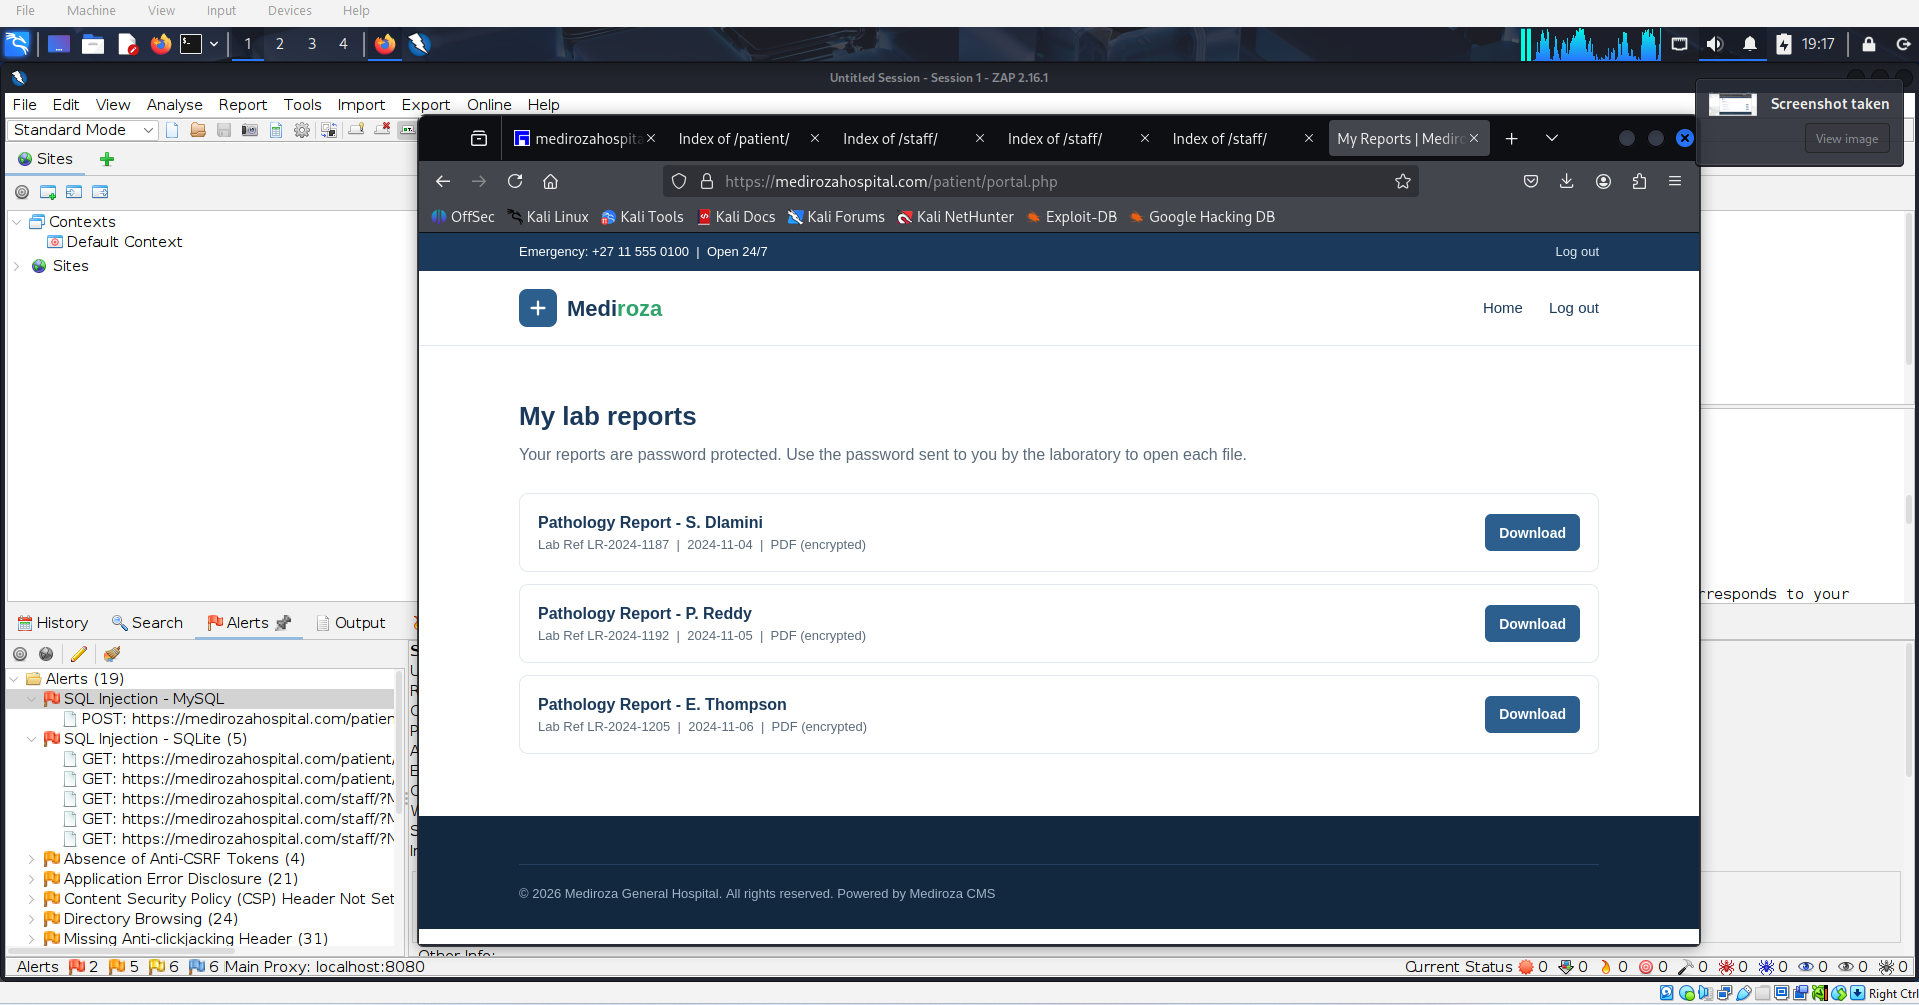 File Machine View Input Devices Help
1 2 3 4 19:17
Untitled Session - Session 1 - ZAP 2.16.1
File Edit View Analyse Report Tools Import Export Online Help
Screenshot taken
View image
Standard Mode
Sites
medirozahospita Index of /patient/ Index of /staff/ Index of /staff/ Index of /staff/ My Reports | Mediro
https://medirozahospital.com/patient/portal.php
OffSec Kali Linux Kali Tools Kali Docs Kali Forums Kali NetHunter Exploit-DB Google Hacking DB
Contexts
Default Context
Sites
Emergency: +27 11 555 0100 | Open 24/7 Log out
Mediroza
Home Log out
My lab reports
Your reports are password protected. Use the password sent to you by the laboratory to open each file.
Pathology Report - S. Dlamini
Lab Ref LR-2024-1187 | 2024-11-04 | PDF (encrypted)
Download
Pathology Report - P. Reddy
Lab Ref LR-2024-1192 | 2024-11-05 | PDF (encrypted)
Download
Pathology Report - E. Thompson
Lab Ref LR-2024-1205 | 2024-11-06 | PDF (encrypted)
Download
© 2026 Mediroza General Hospital. All rights reserved. Powered by Mediroza CMS
rresponds to your
History Search Alerts Output
Alerts (19)
SQL Injection - MySQL
POST: https://medirozahospital.com/patien
SQL Injection - SQLite (5)
GET: https://medirozahospital.com/patient/
GET: https://medirozahospital.com/patient/
GET: https://medirozahospital.com/staff/?N
GET: https://medirozahospital.com/staff/?N
GET: https://medirozahospital.com/staff/?N
Absence of Anti-CSRF Tokens (4)
Application Error Disclosure (21)
Content Security Policy (CSP) Header Not Set
Directory Browsing (24)
Missing Anti-clickjacking Header (31)
Other Info:
Alerts 2 5 6 6 Main Proxy: localhost:8080
Current Status 0 0 0 0 0 0 0 0 0 0
Right Ctrl